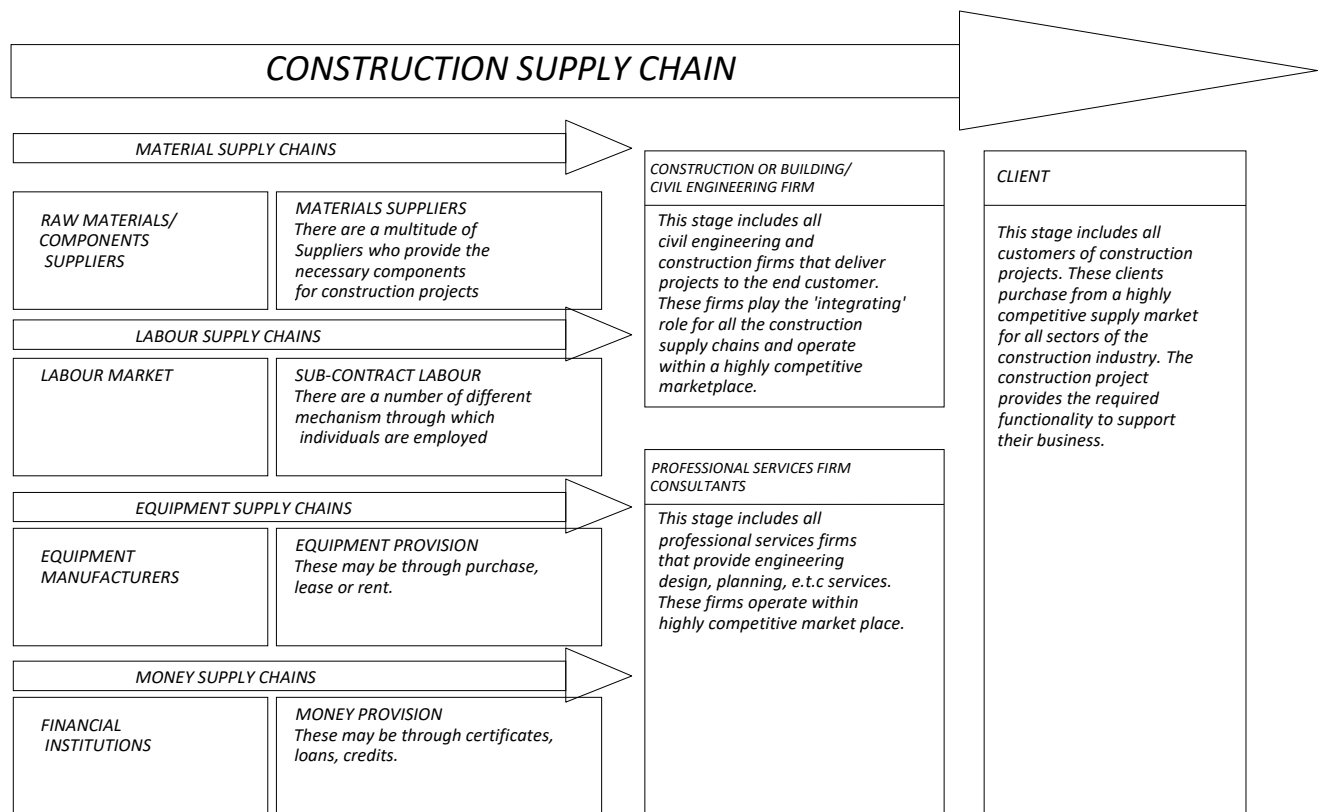 CONSTRUCTION SUPPLY CHAIN
MATERIAL SUPPLY CHAINS
RAW MATERIALS/
COMPONENTS
SUPPLIERS
MATERIALS SUPPLIERS
There are a multitude of
Suppliers who provide the
necessary components
for construction projects
LABOUR SUPPLY CHAINS
LABOUR MARKET
SUB-CONTRACT LABOUR
There are a number of different
mechanism through which
individuals are employed
EQUIPMENT SUPPLY CHAINS
EQUIPMENT
MANUFACTURERS
EQUIPMENT PROVISION
These may be through purchase,
lease or rent.
MONEY SUPPLY CHAINS
FINANCIAL
INSTITUTIONS
MONEY PROVISION
These may be through certificates,
loans, credits.
CONSTRUCTION OR BUILDING/
CIVIL ENGINEERING FIRM
This stage includes all
civil engineering and
construction firms that deliver
projects to the end customer.
These firms play the 'integrating'
role for all the construction
supply chains and operate
within a highly competitive
marketplace.
PROFESSIONAL SERVICES FIRM
CONSULTANTS
This stage includes all
professional services firms
that provide engineering
design, planning, e.t.c services.
These firms operate within
highly competitive market place.
CLIENT
This stage includes all
customers of construction
projects. These clients
purchase from a highly
competitive supply market
for all sectors of the
construction industry. The
construction project
provides the required
functionality to support
their business.